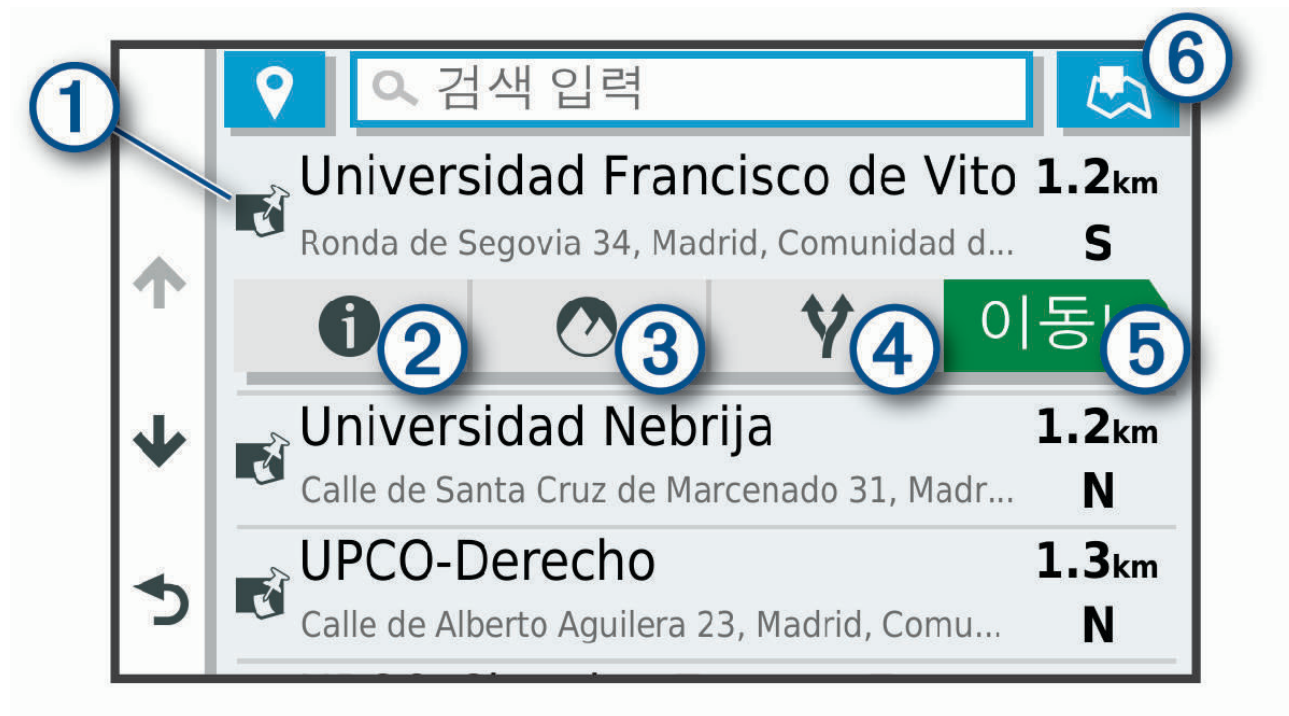 1
검색 입력
6
Universidad Francisco de Vito 1.2km
Ronda de Segovia 34, Madrid, Comunidad d... S
2
3
4
이동!
5
Universidad Nebrija 1.2km
Calle de Santa Cruz de Marcenado 31, Madr... N
UPCO-Derecho 1.3km
Calle de Alberto Aguilera 23, Madrid, Comu... N